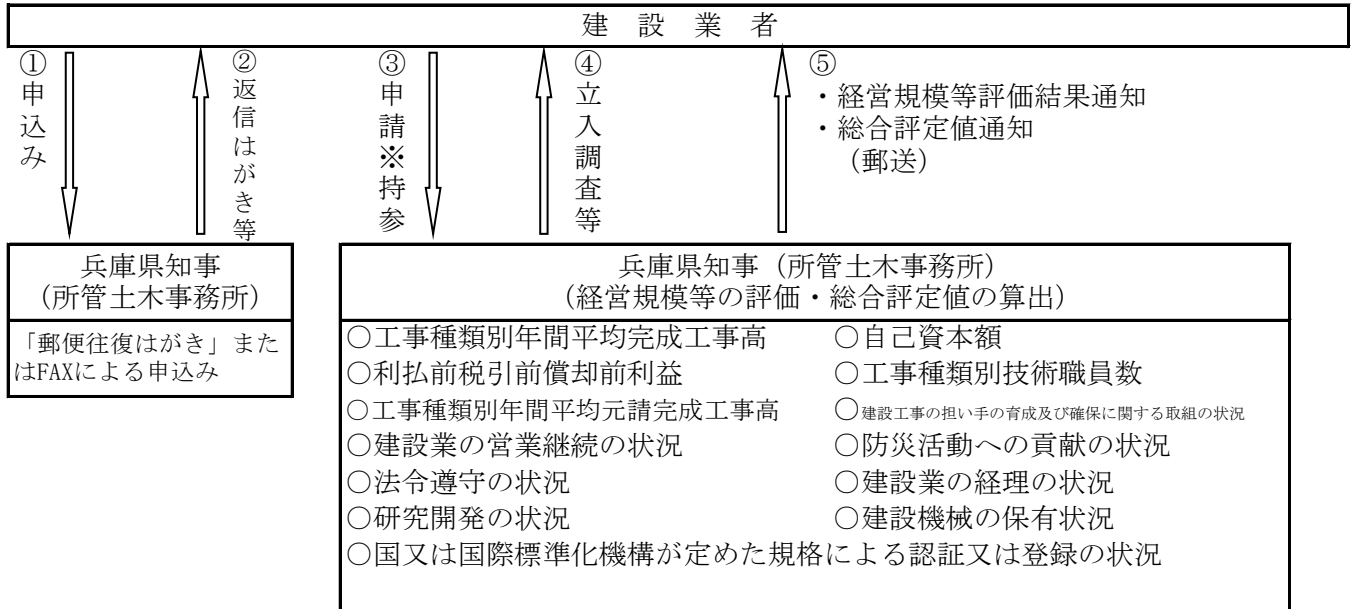 建設業者
①申込み
②返信はがき等
③申請※持参
④立入調査等
⑤
・経営規模等評価結果通知
・総合評定値通知
（郵送）
兵庫県知事
（所管土木事務所）
「郵便往復はがき」また
はFAXによる申込み
兵庫県知事（所管土木事務所）
（経営規模等の評価・総合評定値の算出）
○工事種類別年間平均完成工事高 ○自己資本額
○利払前税引前償却前利益 ○工事種類別技術職員数
○工事種類別年間平均元請完成工事高 ○建設工事の担い手の育成及び確保に関する取組の状況
○建設業の営業継続の状況 ○防災活動への貢献の状況
○法令遵守の状況 ○建設業の経理の状況
○研究開発の状況 ○建設機械の保有状況
○国又は国際標準化機構が定めた規格による認証又は登録の状況